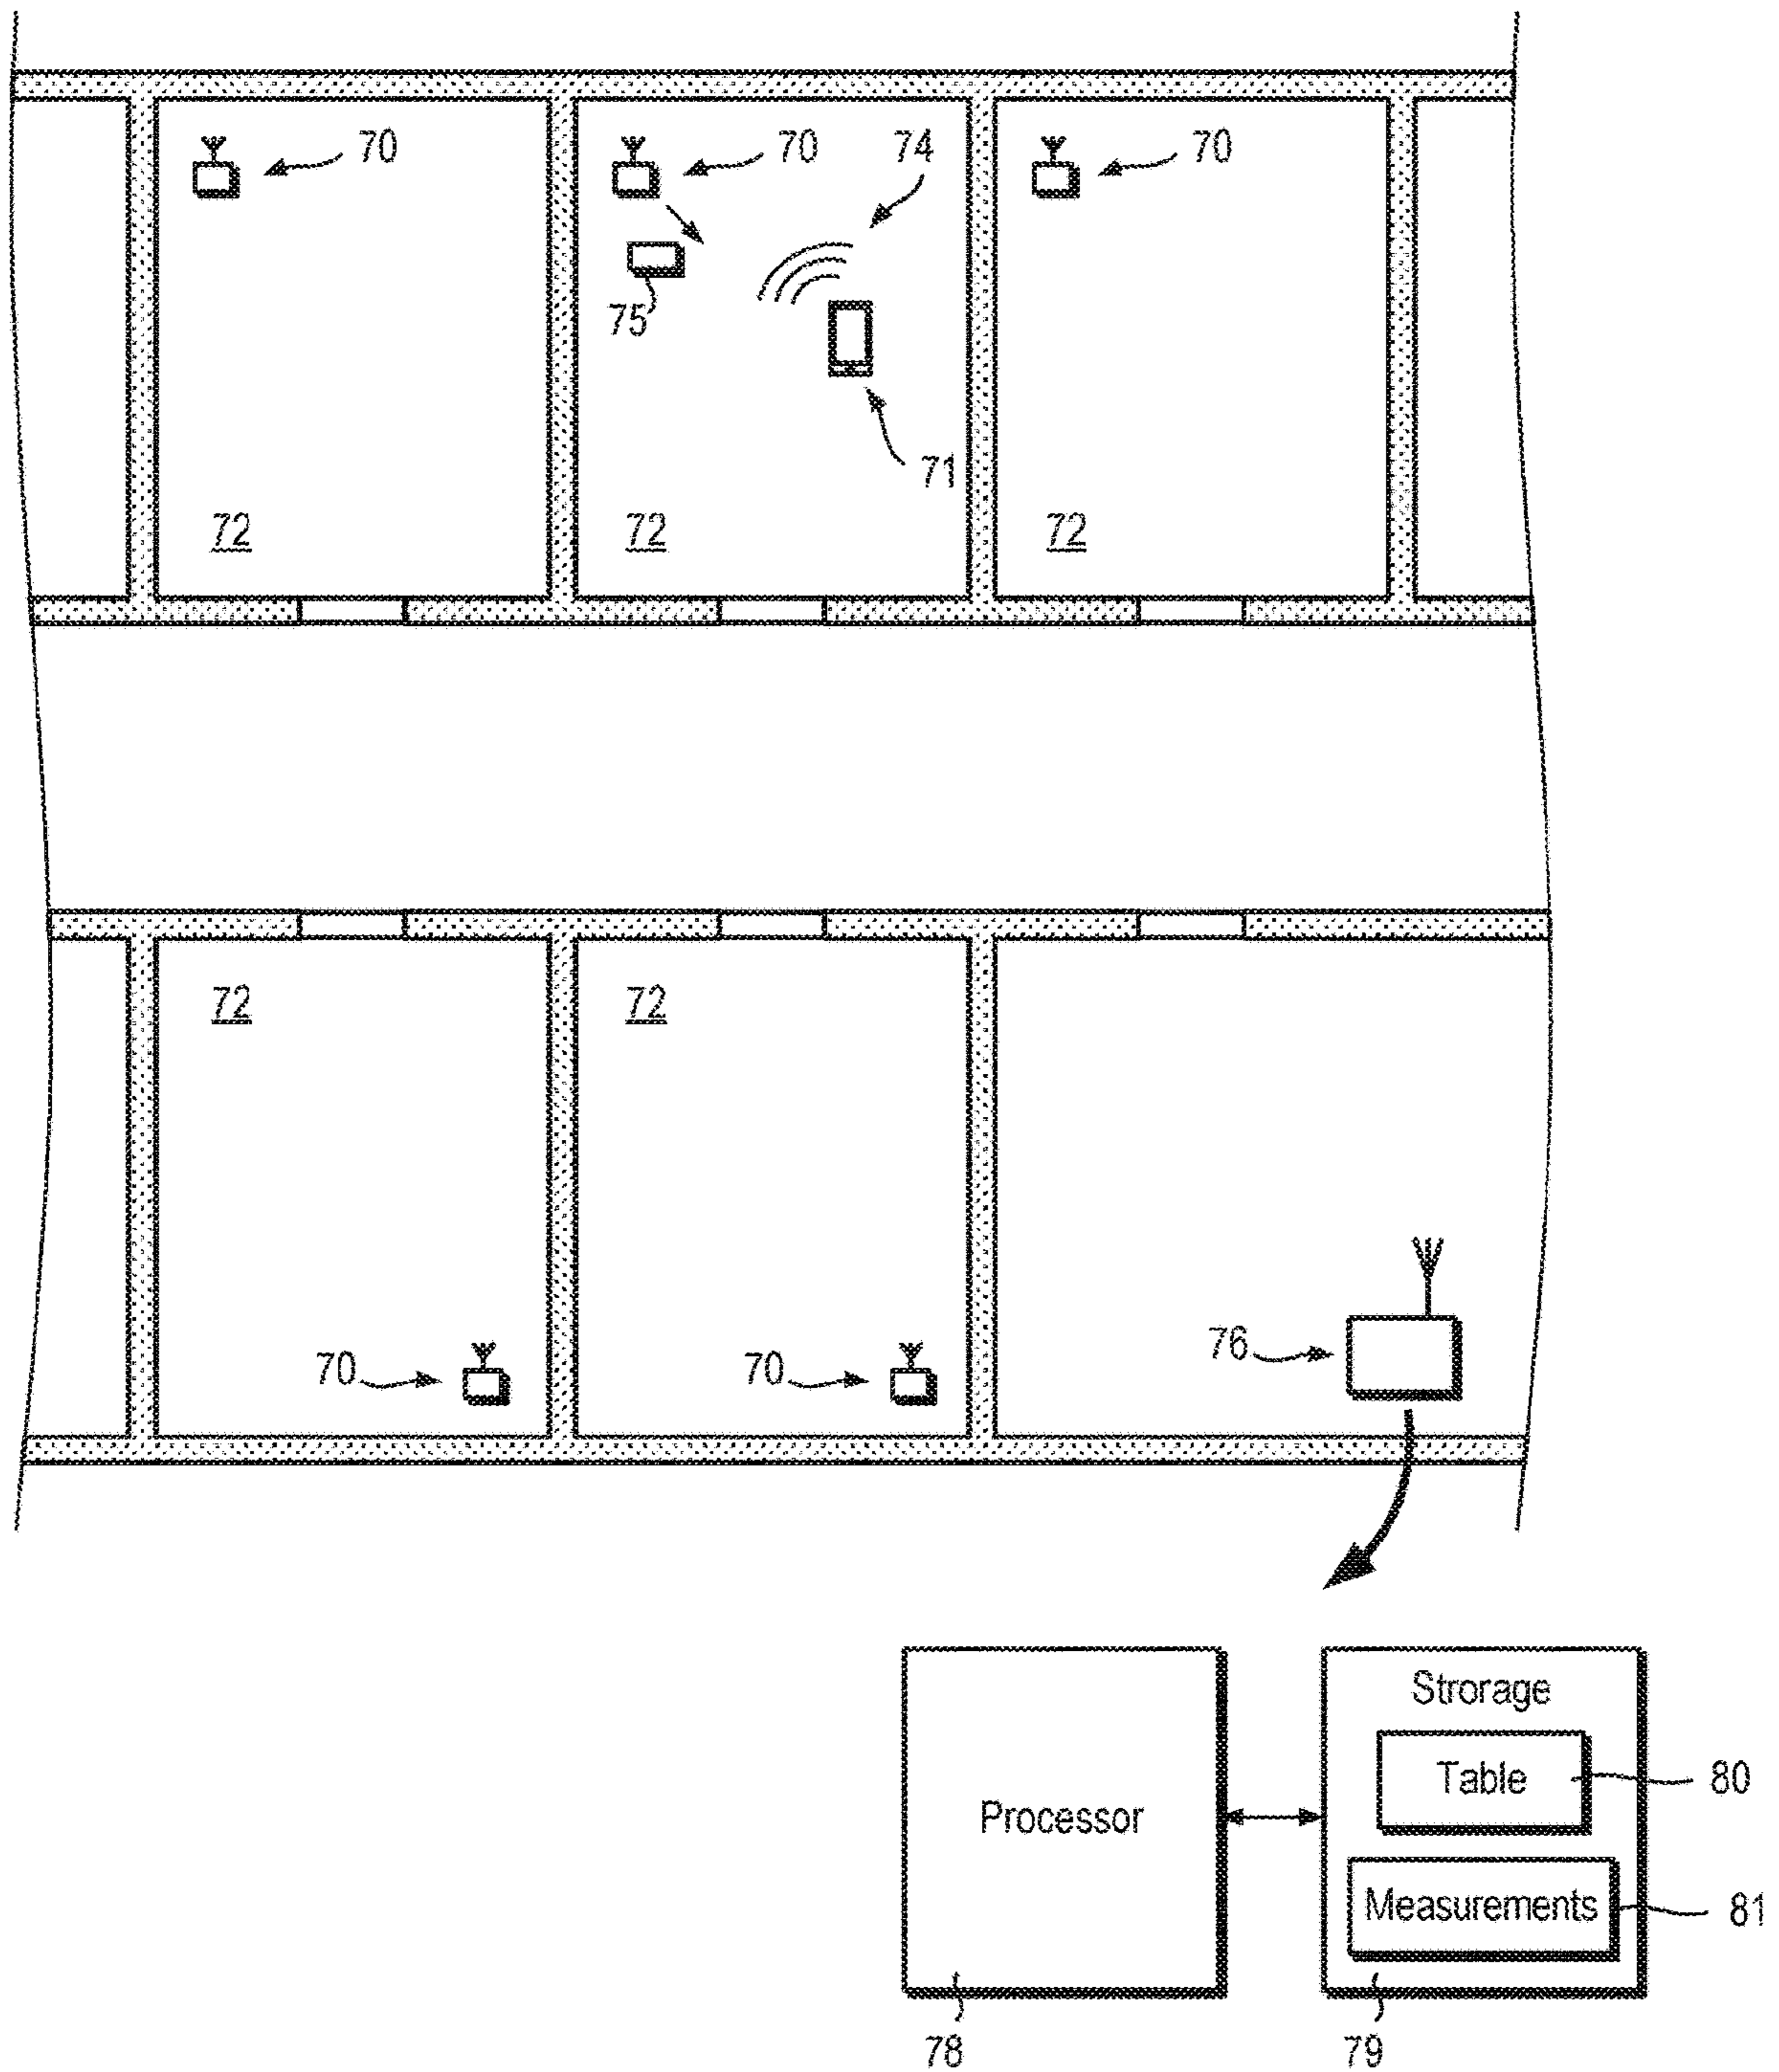 70 70 74 70
75
71
72 72 72
72 72
76
70 70
Strorage
Table 80
Processor
Measurements 81
78 79